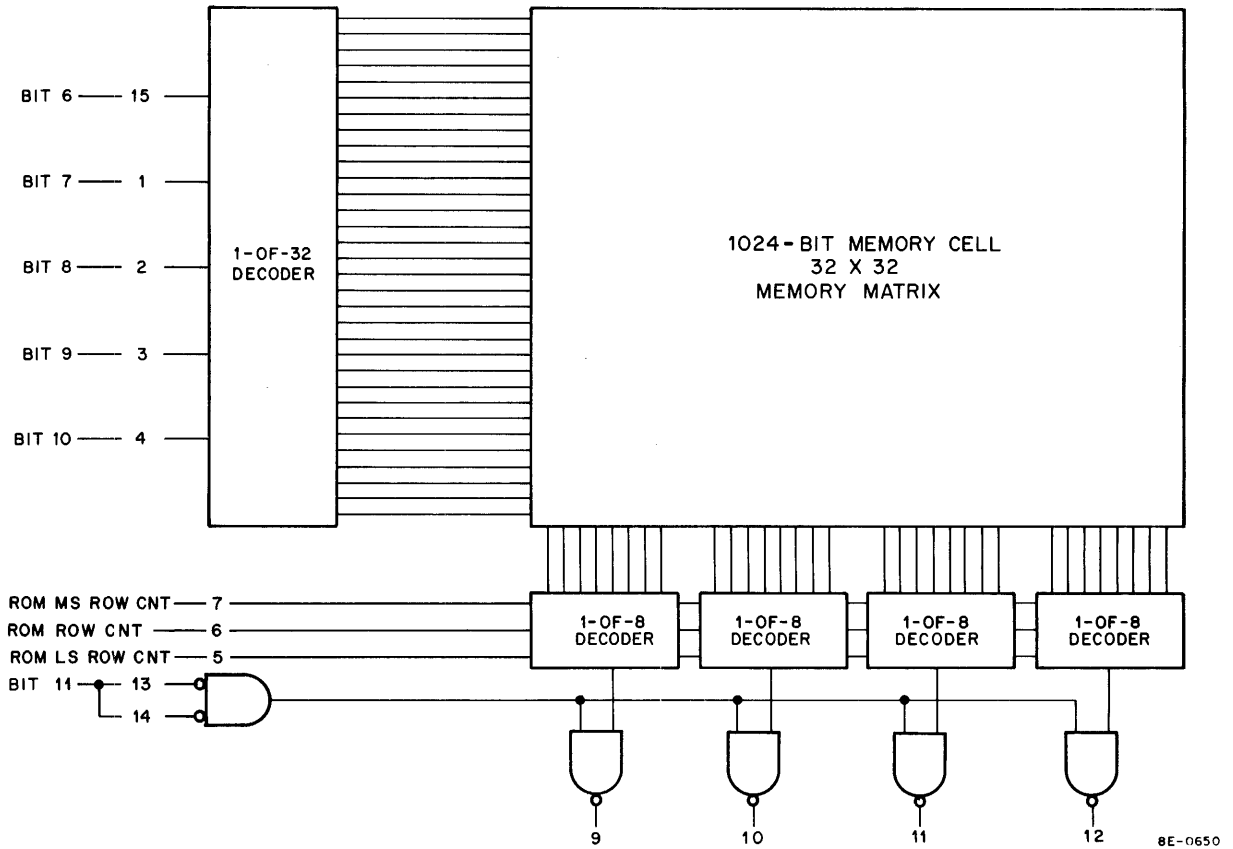 BIT 6 15
BIT 7 1
BIT 8 2
BIT 9 3
BIT 10 4
1-OF-32
DECODER
1024-BIT MEMORY CELL
32 X 32
MEMORY MATRIX
ROM MS ROW CNT 7
ROM ROW CNT 6
ROM LS ROW CNT 5
BIT 11 13
14
1-OF-8
DECODER
1-OF-8
DECODER
1-OF-8
DECODER
1-OF-8
DECODER
9
10
11
12
8E-0650